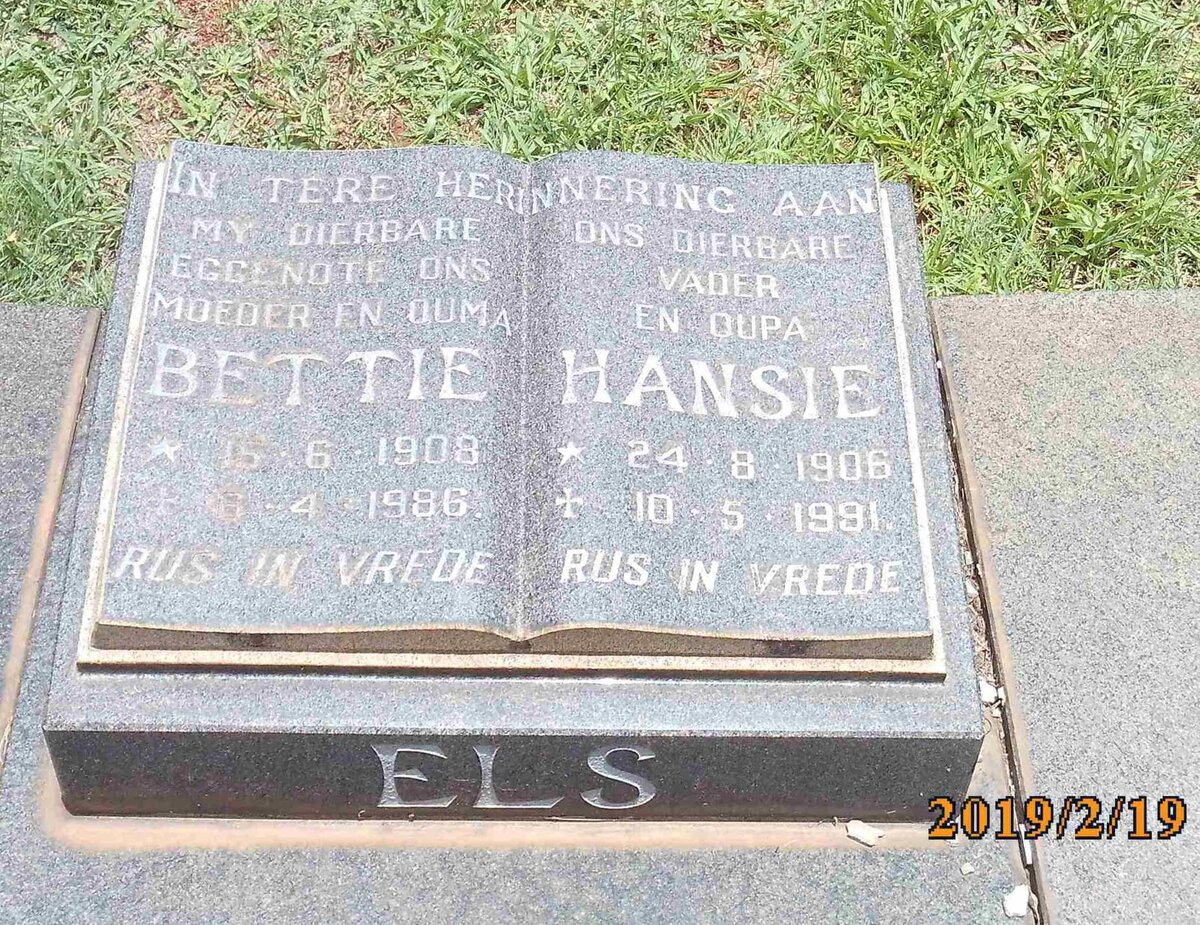 IN TERE HERINNERING AAN
MY DIERBARE
EGGENOTE ONS
MOEDER EN OUMA
BETTIE
★ 15·6·1908
✝ 8·4·1986.
RUS IN VREDE
ONS DIERBARE
VADER
EN OUPA
HANSIE
★ 24·8·1906
✝ 10·5·1991.
RUS IN VREDE
ELS
2019/2/19